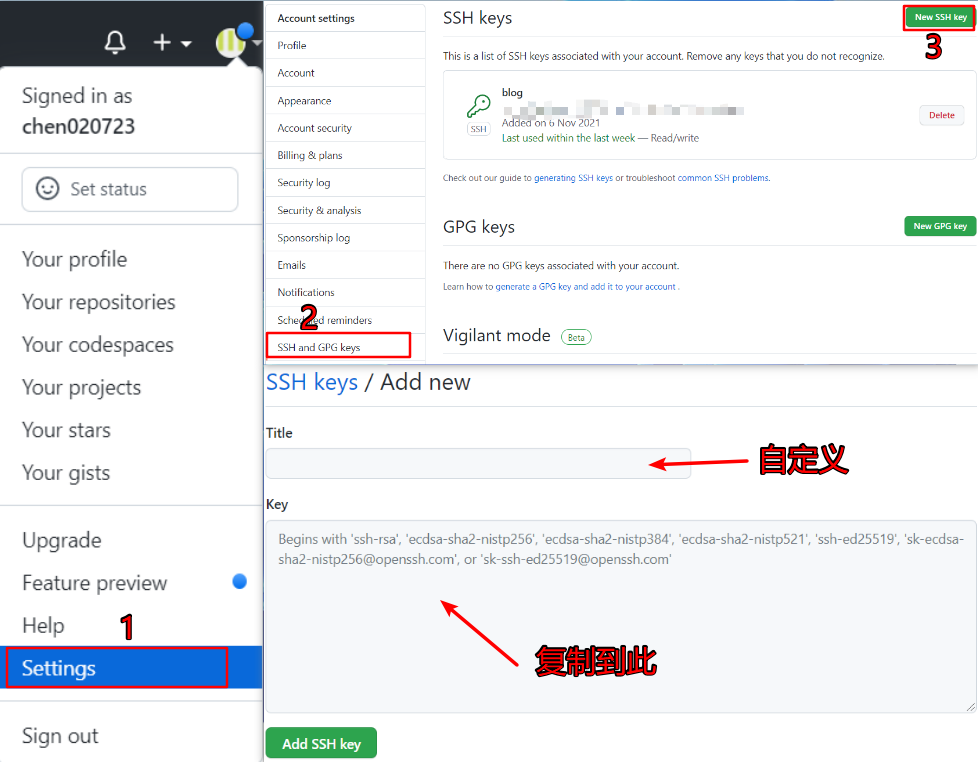 Signed in as
chen020723
Set status
Your profile
Your repositories
Your codespaces
Your projects
Your stars
Your gists
Upgrade
Feature preview
Help
1
Settings
Sign out
Account settings
Profile
Account
Appearance
Account security
Billing & plans
Security log
Security & analysis
Sponsorship log
Emails
Notifications
2
Scheduled reminders
SSH and GPG keys
SSH keys
New SSH key
3
This is a list of SSH keys associated with your account. Remove any keys that you do not recognize.
blog
SSH
Added on 6 Nov 2021
Last used within the last week — Read/write
Delete
Check out our guide to generating SSH keys or troubleshoot common SSH problems.
GPG keys
New GPG key
There are no GPG keys associated with your account.
Learn how to generate a GPG key and add it to your account .
Vigilant mode Beta
SSH keys / Add new
Title
自定义
Key
Begins with 'ssh-rsa', 'ecdsa-sha2-nistp256', 'ecdsa-sha2-nistp384', 'ecdsa-sha2-nistp521', 'ssh-ed25519', 'sk-ecdsa-
sha2-nistp256@openssh.com', or 'sk-ssh-ed25519@openssh.com'
复制到此
Add SSH key